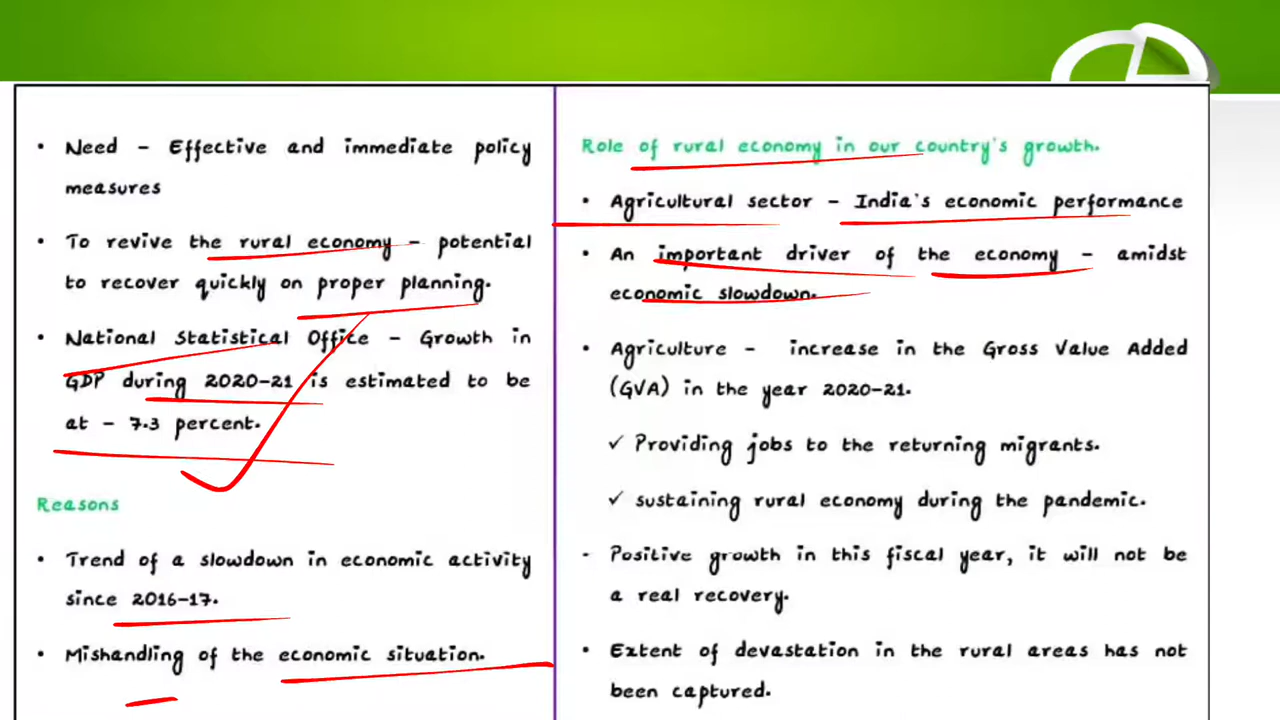 • Need - Effective and immediate policy
measures
• To revive the rural economy - potential
to recover quickly on proper planning.
• National Statistical Office - Growth in
GDP during 2020-21 is estimated to be
at - 7.3 percent.
Reasons
• Trend of a slowdown in economic activity
since 2016-17.
• Mishandling of the economic situation.
Role of rural economy in our country's growth.
• Agricultural sector - India's economic performance
• An important driver of the economy - amidst
economic slowdown.
• Agriculture - increase in the Gross Value Added
(GVA) in the year 2020-21.
✓ Providing jobs to the returning migrants.
✓ sustaining rural economy during the pandemic.
- Positive growth in this fiscal year, it will not be
a real recovery.
• Extent of devastation in the rural areas has not
been captured.